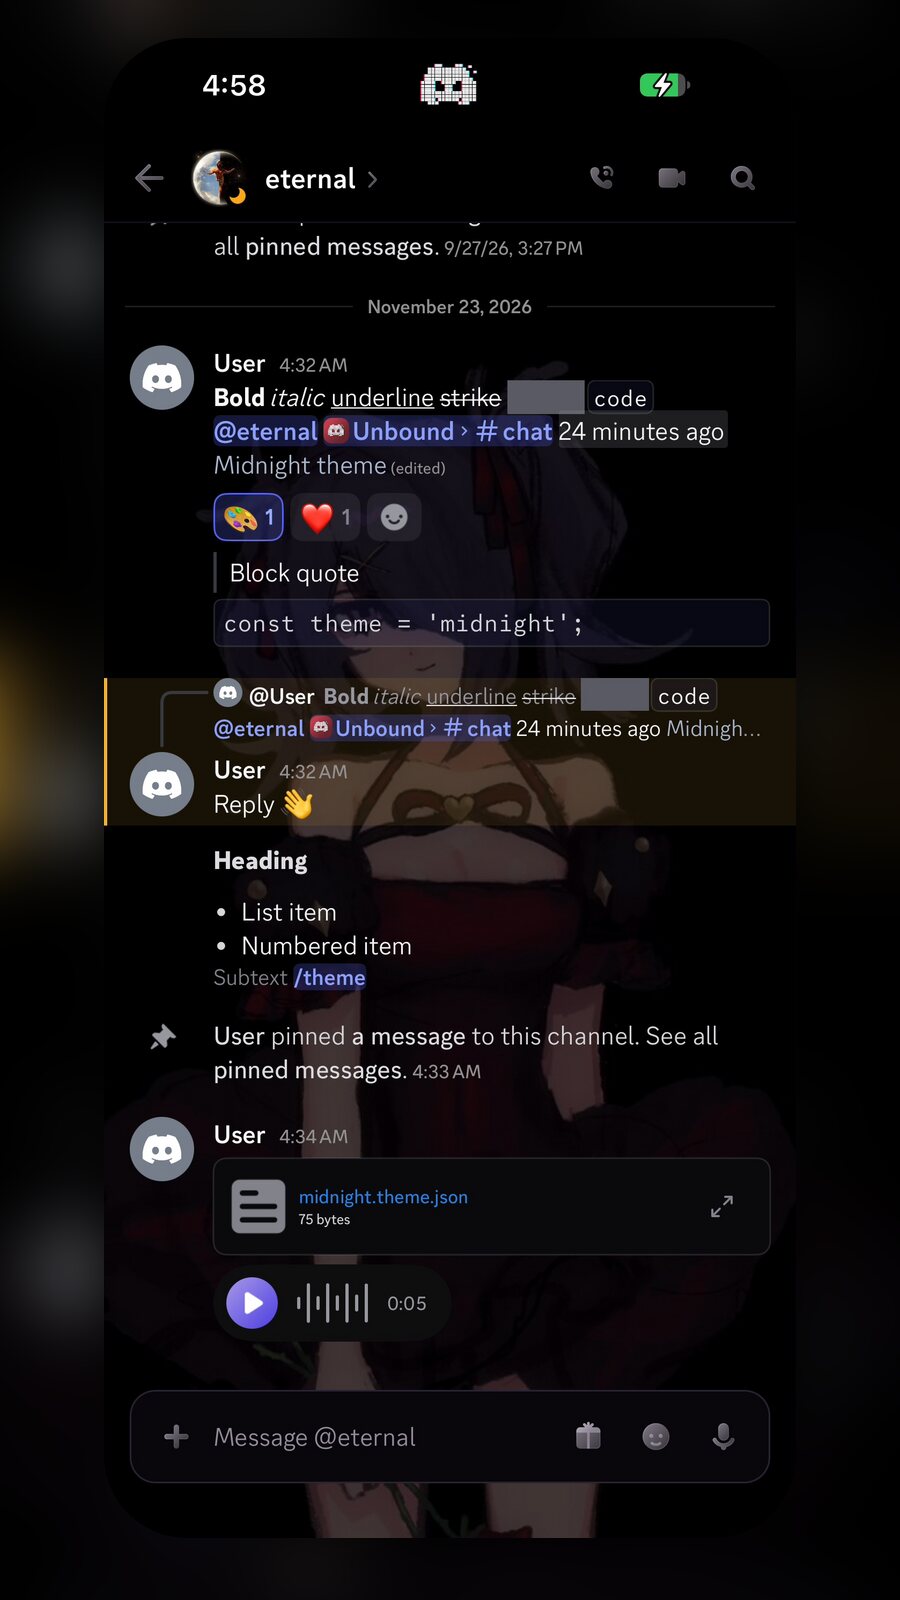 4:58
eternal
all pinned messages. 9/27/26, 3:27 PM
November 23, 2026
User 4:32 AM
Bold italic underline strike code
@eternal Unbound › # chat 24 minutes ago
Midnight theme (edited)
1 1
Block quote
const theme = 'midnight';
@User Bold italic underline strike code
@eternal Unbound › # chat 24 minutes ago Midnigh...
User 4:32 AM
Reply
Heading
• List item
• Numbered item
Subtext /theme
User pinned a message to this channel. See all
pinned messages. 4:33 AM
User 4:34 AM
midnight.theme.json
75 bytes
0:05
Message @eternal